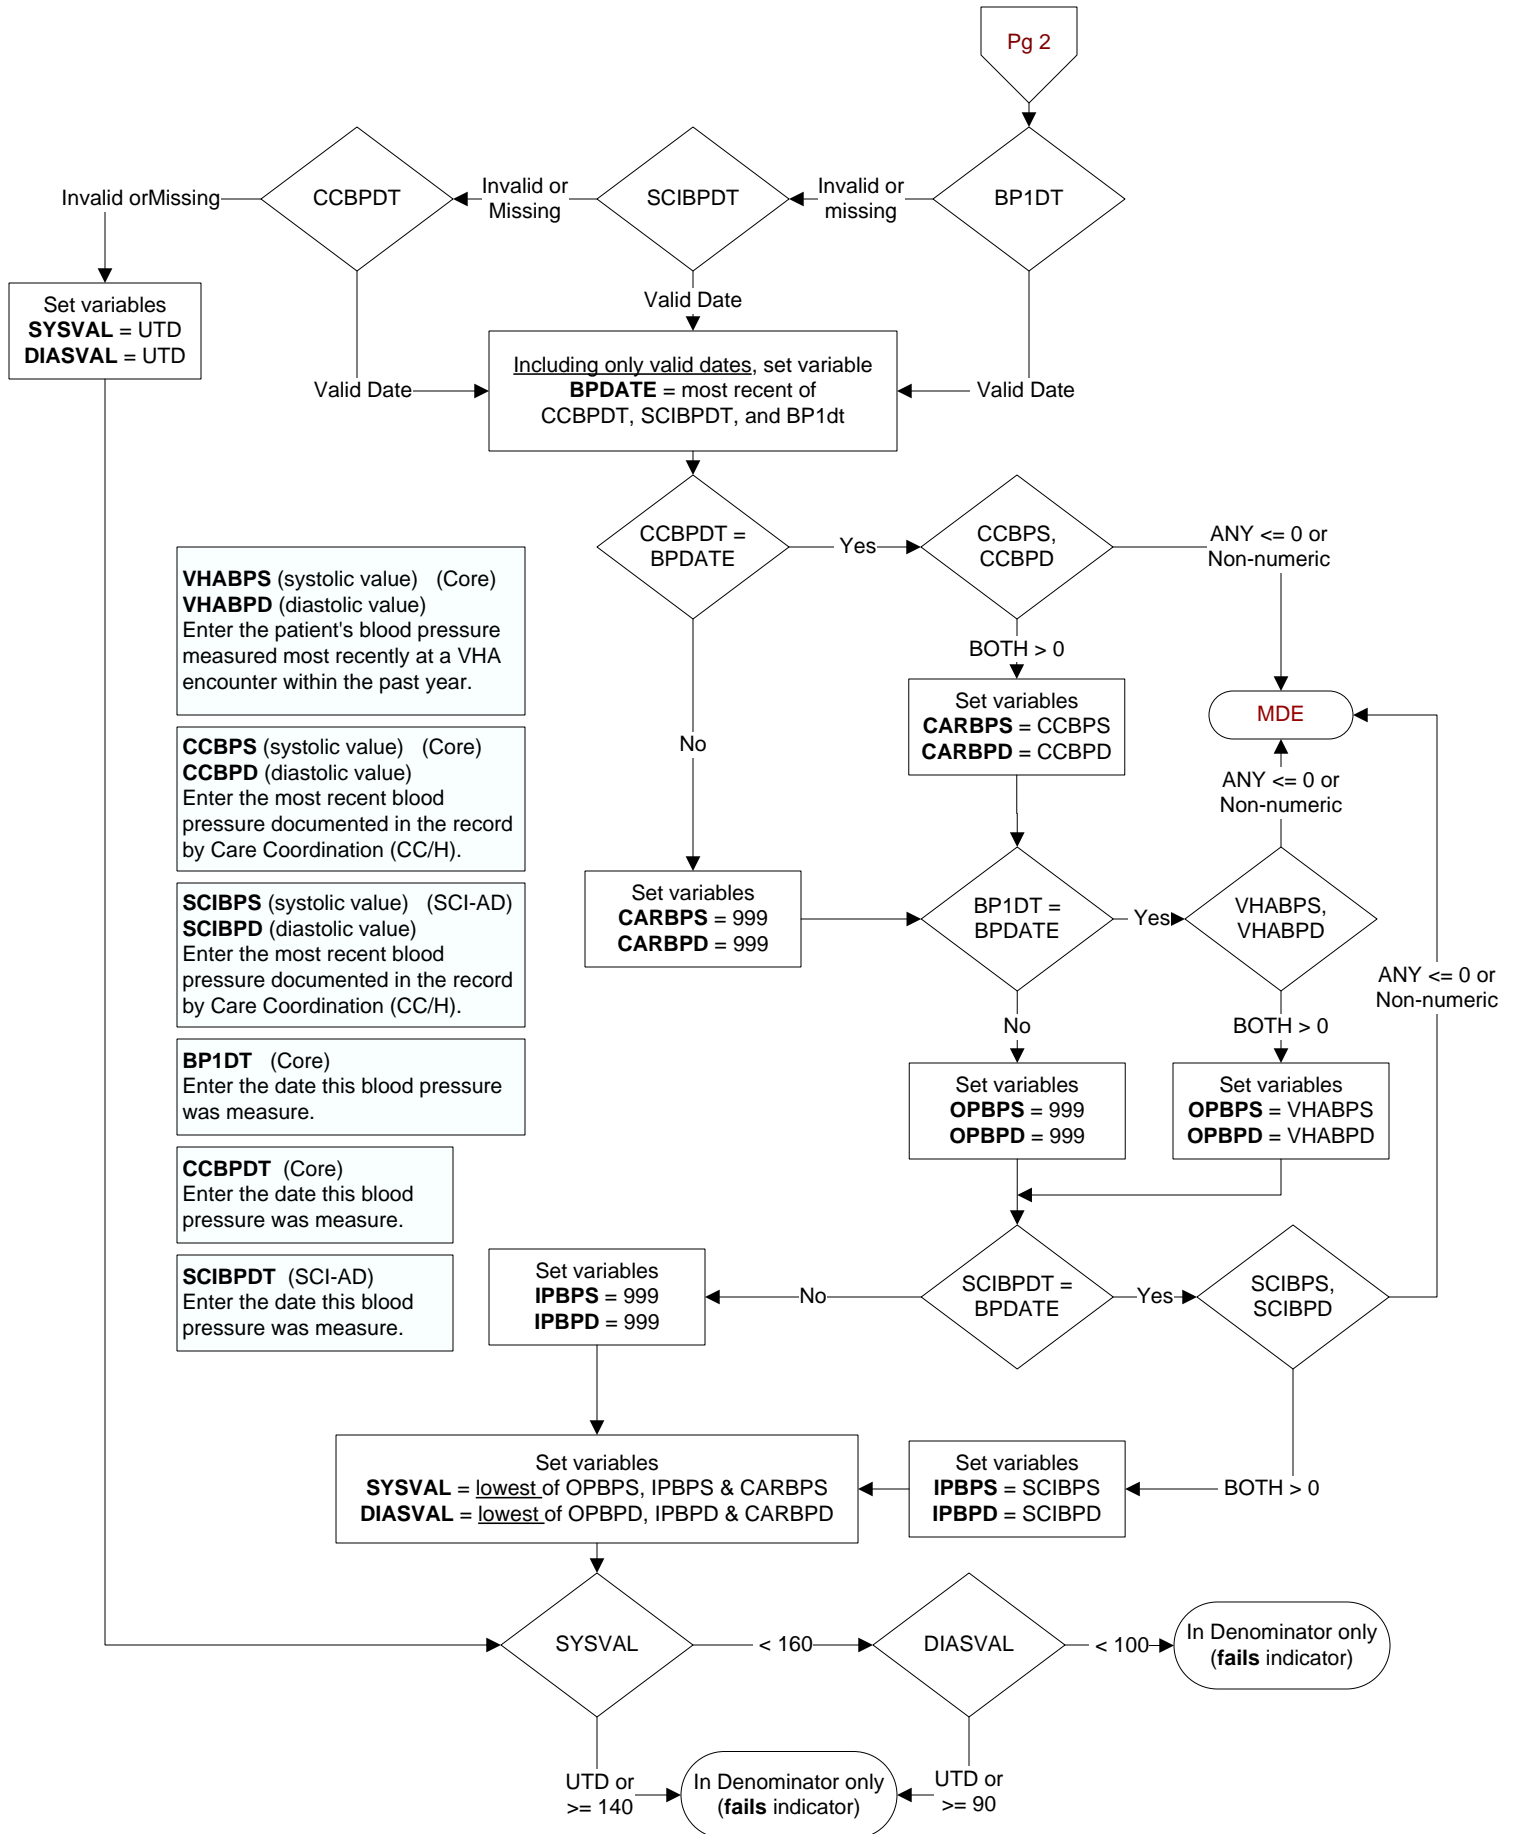 Pg 2
BP1DT
Invalid or
missing
SCIBPDT
Invalid or
Missing
CCBPDT
Invalid orMissing
Set variables
SYSVAL = UTD
DIASVAL = UTD
Valid Date
Valid Date
Valid Date
Including only valid dates, set variable
BPDATE = most recent of
CCBPDT, SCIBPDT, and BP1dt
CCBPDT =
BPDATE
Yes
CCBPS,
CCBPD
ANY <= 0 or
Non-numeric
BOTH > 0
Set variables
CARBPS = CCBPS
CARBPD = CCBPD
MDE
No
Set variables
CARBPS = 999
CARBPD = 999
BP1DT =
BPDATE
Yes
VHABPS,
VHABPD
ANY <= 0 or
Non-numeric
ANY <= 0 or
Non-numeric
No
BOTH > 0
Set variables
OPBPS = 999
OPBPD = 999
Set variables
OPBPS = VHABPS
OPBPD = VHABPD
VHABPS (systolic value) (Core)
VHABPD (diastolic value)
Enter the patient's blood pressure
measured most recently at a VHA
encounter within the past year.
CCBPS (systolic value) (Core)
CCBPD (diastolic value)
Enter the most recent blood
pressure documented in the record
by Care Coordination (CC/H).
SCIBPS (systolic value) (SCI-AD)
SCIBPD (diastolic value)
Enter the most recent blood
pressure documented in the record
by Care Coordination (CC/H).
BP1DT (Core)
Enter the date this blood pressure
was measure.
CCBPDT (Core)
Enter the date this blood
pressure was measure.
SCIBPDT (SCI-AD)
Enter the date this blood
pressure was measure.
SCIBPDT =
BPDATE
No
Yes
SCIBPS,
SCIBPD
Set variables
IPBPS = 999
IPBPD = 999
BOTH > 0
Set variables
IPBPS = SCIBPS
IPBPD = SCIBPD
Set variables
SYSVAL = lowest of OPBPS, IPBPS & CARBPS
DIASVAL = lowest of OPBPD, IPBPD & CARBPD
SYSVAL
< 160
DIASVAL
< 100
In Denominator only
(fails indicator)
UTD or
>= 140
In Denominator only
(fails indicator)
UTD or
>= 90